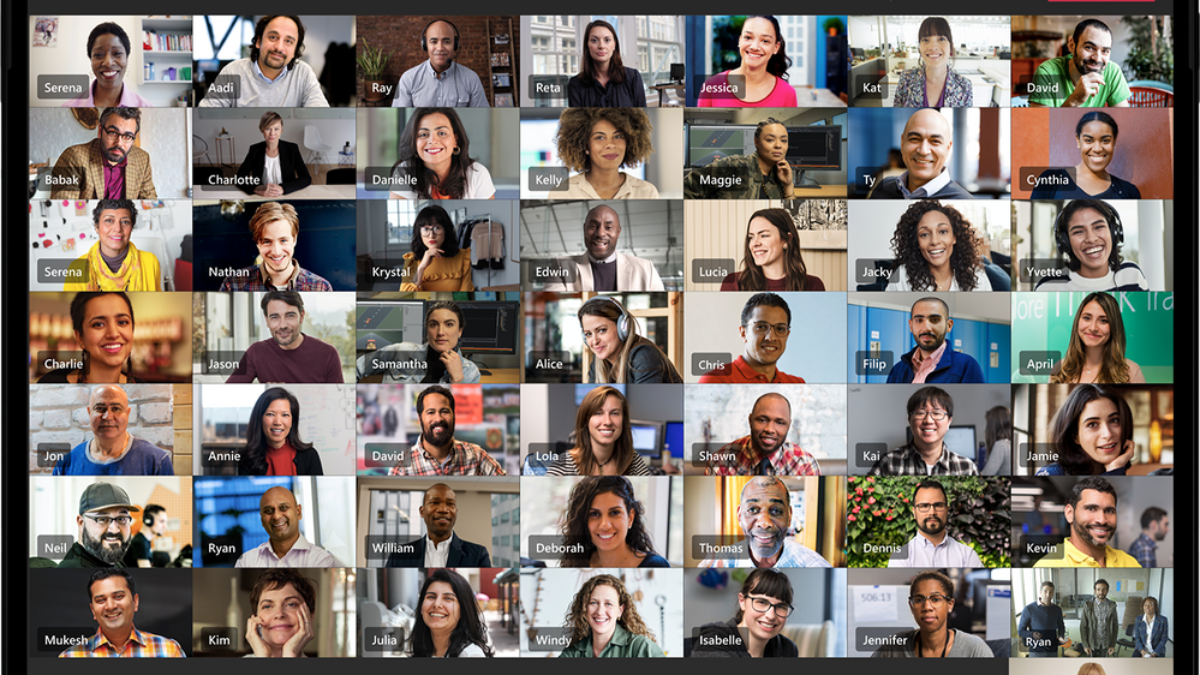 Serena
Aadi
Ray
Reta
Jessica
Kat
David
Babak
Charlotte
Danielle
Kelly
Maggie
Ty
Cynthia
Serena
Nathan
Krystal
Edwin
Lucia
Jacky
Yvette
Charlie
Jason
Samantha
Alice
Chris
Filip
April
Jon
Annie
David
Lola
Shawn
Kai
Jamie
Neil
Ryan
William
Deborah
Thomas
Dennis
Kevin
Mukesh
Kim
Julia
Windy
Isabelle
506.13
Jennifer
Ryan